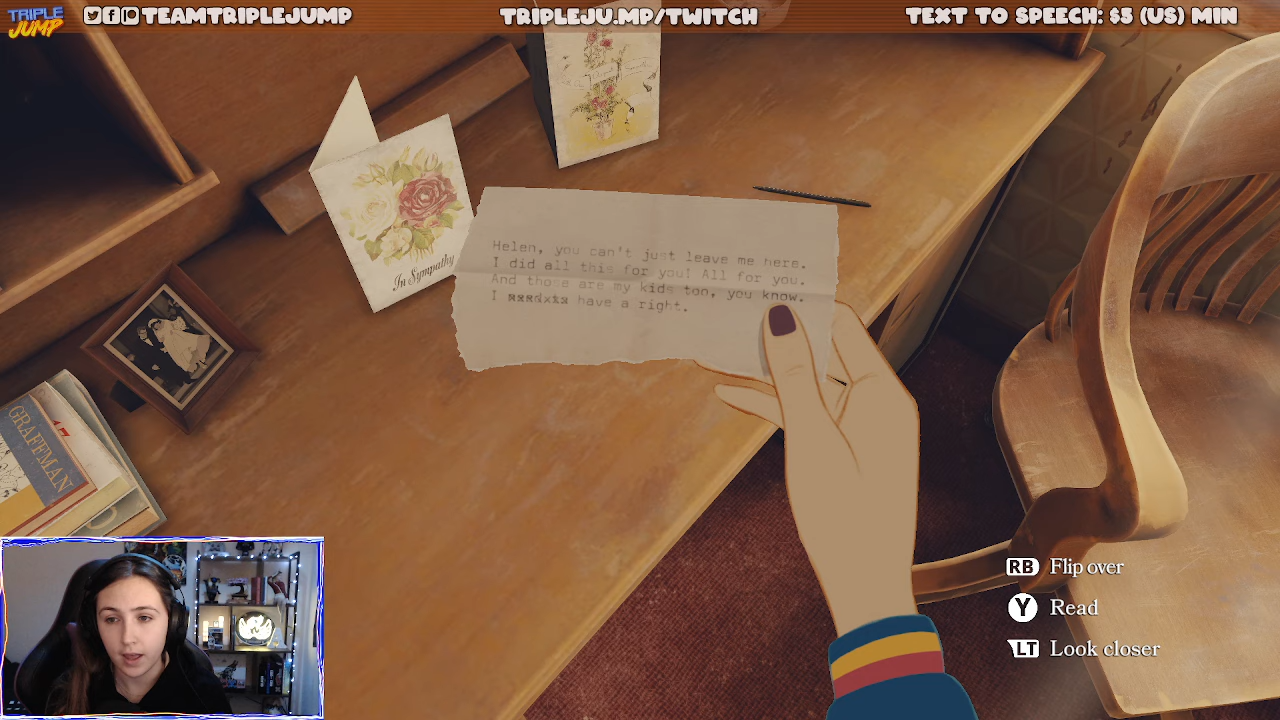 TRIPLE
JUMP
TEAMTRIPLEJUMP
TRIPLEJU.MP/TWITCH
TEXT TO SPEECH: $5 (US) MIN
In Sympathy
Helen, you can't just leave me here.
I did all this for you! All for you.
And those are my kids too, you know.
I have a right.
GRAFFMAN
RB Flip over
Y Read
LT Look closer